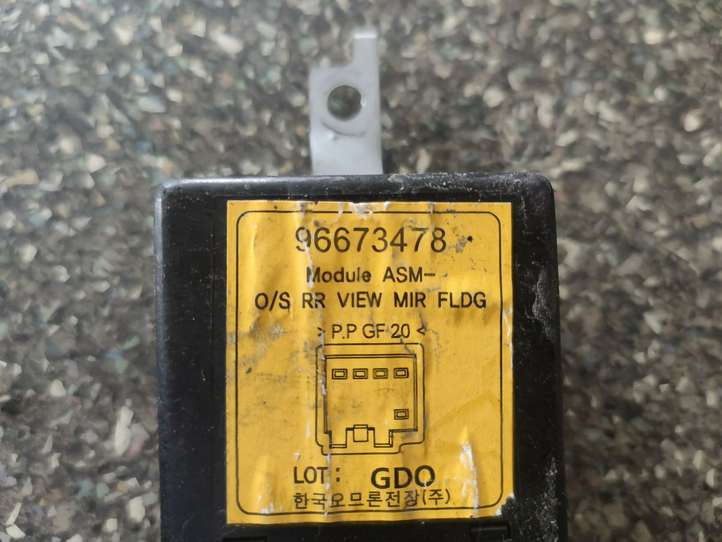 96673478
Module ASM-
O/S RR VIEW MIR FLDG
> P.P GF 20 <
LOT: GDO
한국오므론전장(주)